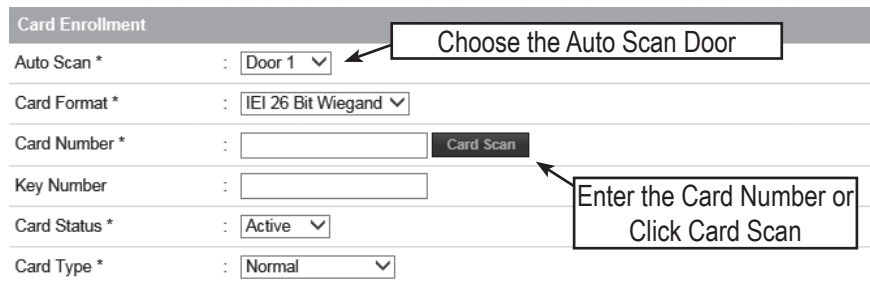 Card Enrollment
Choose the Auto Scan Door
Auto Scan * : Door 1
Card Format * : IEI 26 Bit Wiegand
Card Number * : Card Scan
Key Number :
Enter the Card Number or
Click Card Scan
Card Status * : Active
Card Type * : Normal